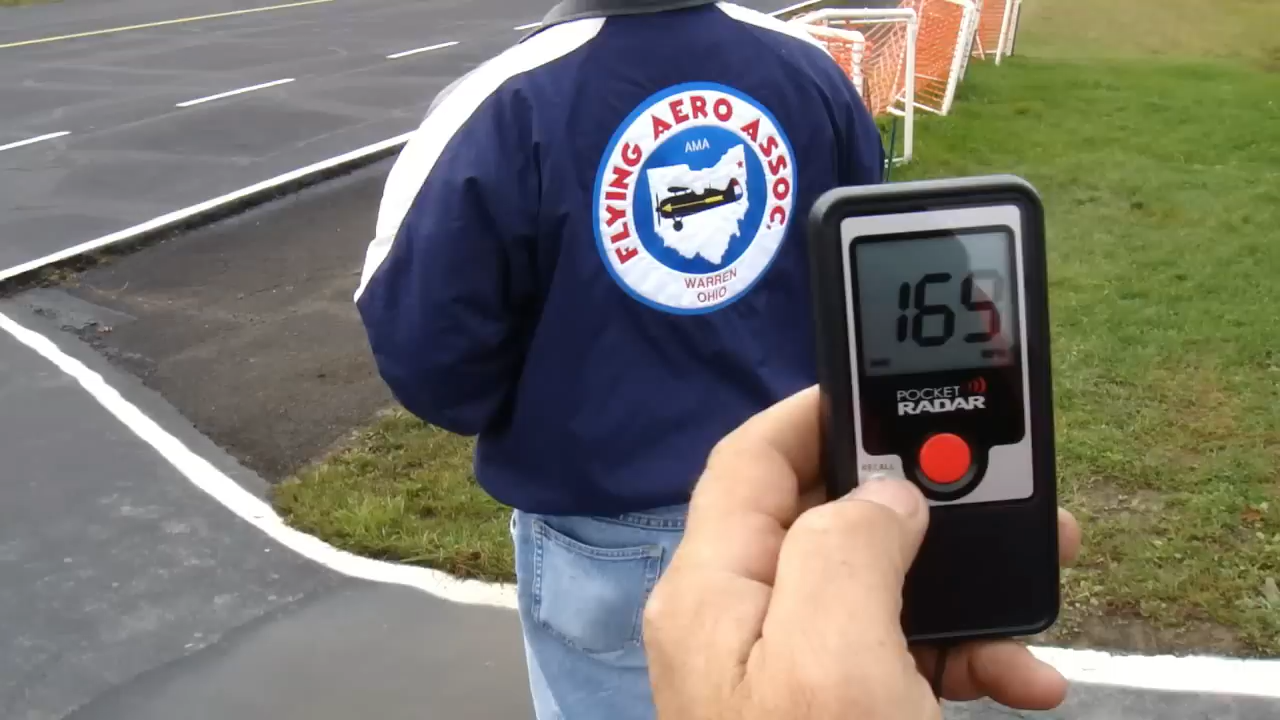 FLYING AERO ASSOC.
AMA
WARREN
OHIO
165
POCKET
RADAR
RECALL